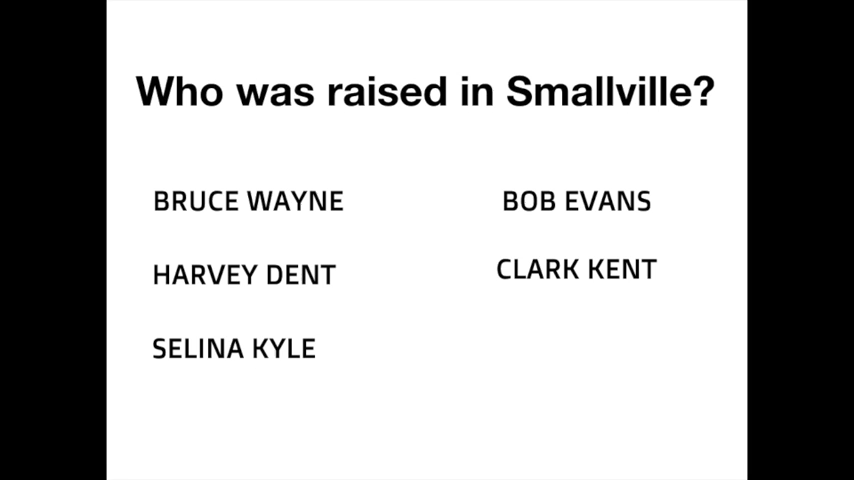 Who was raised in Smallville?
BRUCE WAYNE
HARVEY DENT
SELINA KYLE
BOB EVANS
CLARK KENT